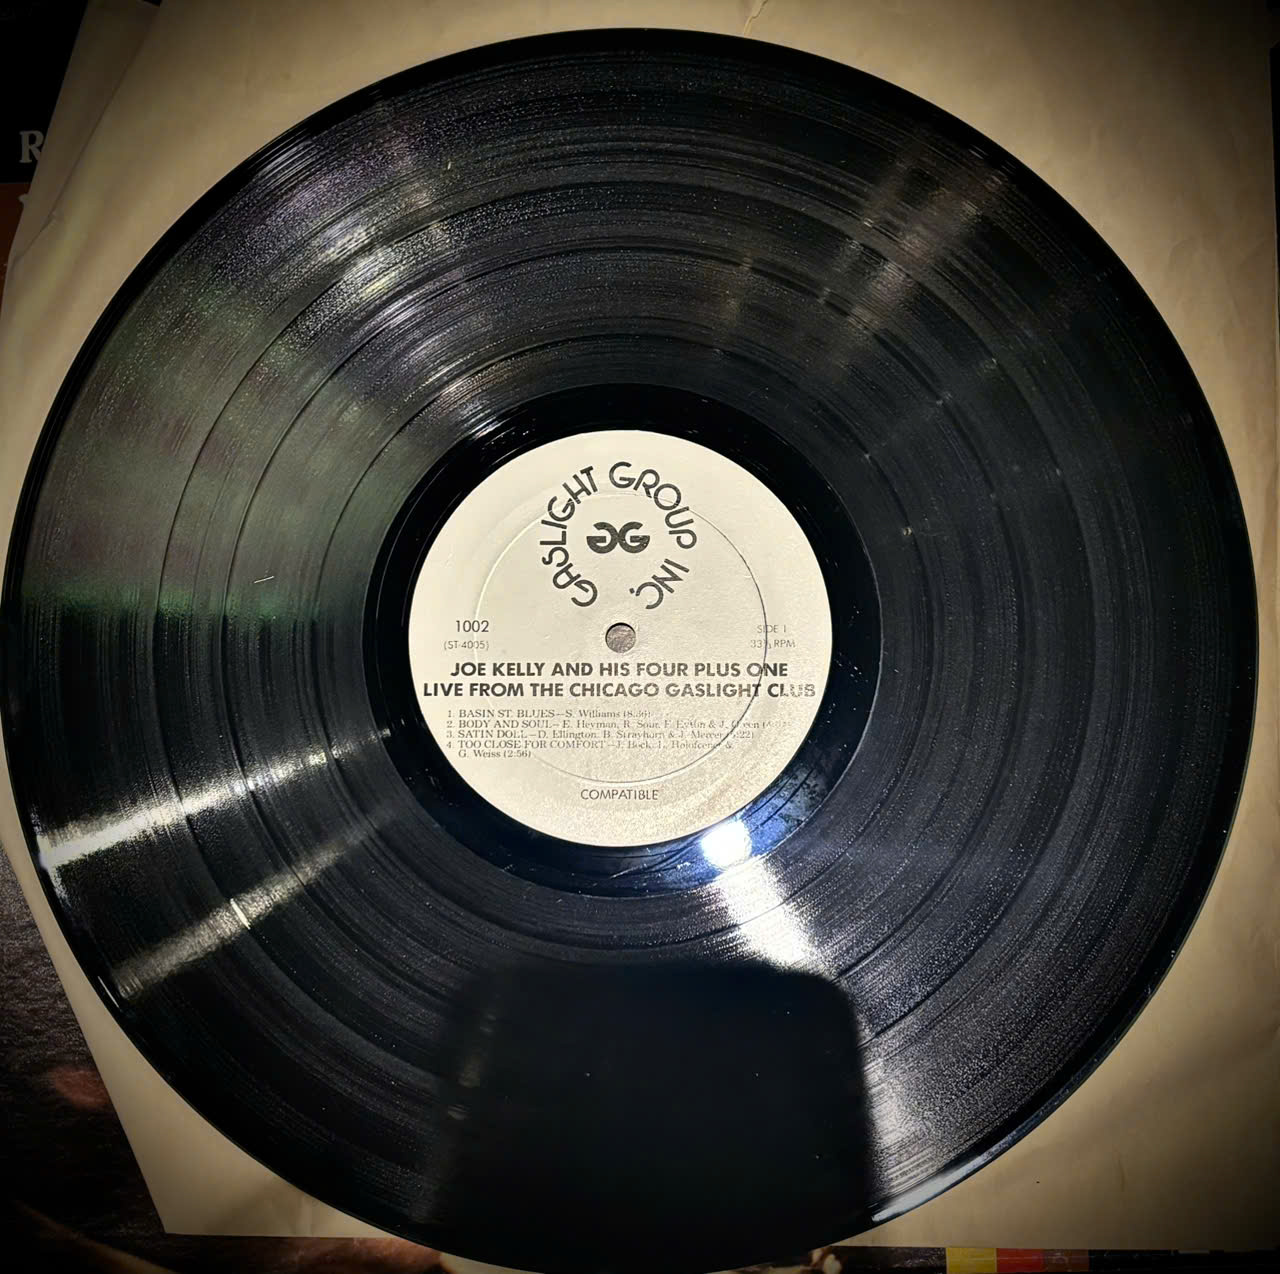 R
GASLIGHT GROUP INC.
GG
1002
(ST-4005)
SIDE 1
33⅓ RPM
JOE KELLY AND HIS FOUR PLUS ONE
LIVE FROM THE CHICAGO GASLIGHT CLUB
1. BASIN ST. BLUES—S. Williams
2. BODY AND SOUL—E. Heyman, R. Sour, F. Eyton & J. Green
3. SATIN DOLL—D. Ellington, B. Strayhorn & J. Mercer
4. TOO CLOSE FOR COMFORT—J. Bock, L. Holofcener &
G. Weiss (2:56)
COMPATIBLE